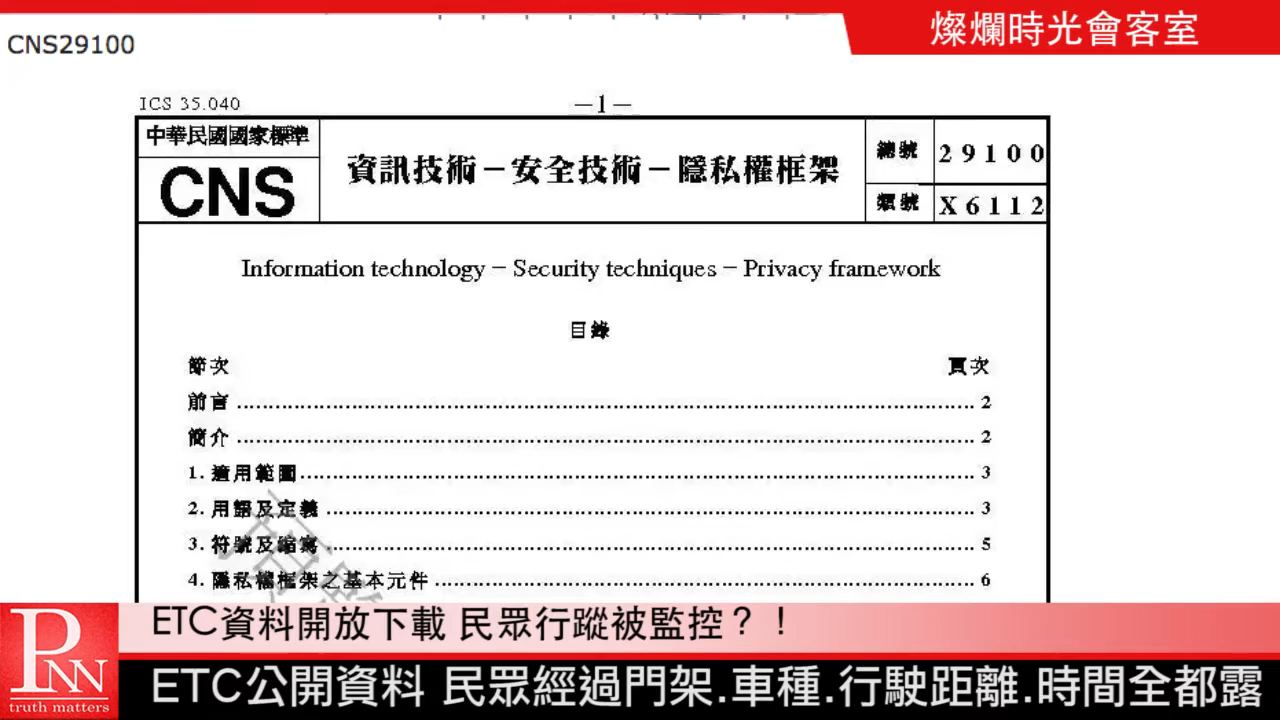 燦爛時光會客室
CNS29100
ICS 35.040
—1—
中華民國國家標準
CNS
資訊技術－安全技術－隱私權框架
總號
29100
類號
X6112
Information technology – Security techniques – Privacy framework
目錄
節次 頁次
前言 2
簡介 2
1. 適用範圍 3
2. 用語及定義 3
3. 符號及縮寫 5
4. 隱私權框架之基本元件 6
ETC資料開放下載 民眾行蹤被監控？！
PNN
truth matters
ETC公開資料 民眾經過門架.車種.行駛距離.時間全都露